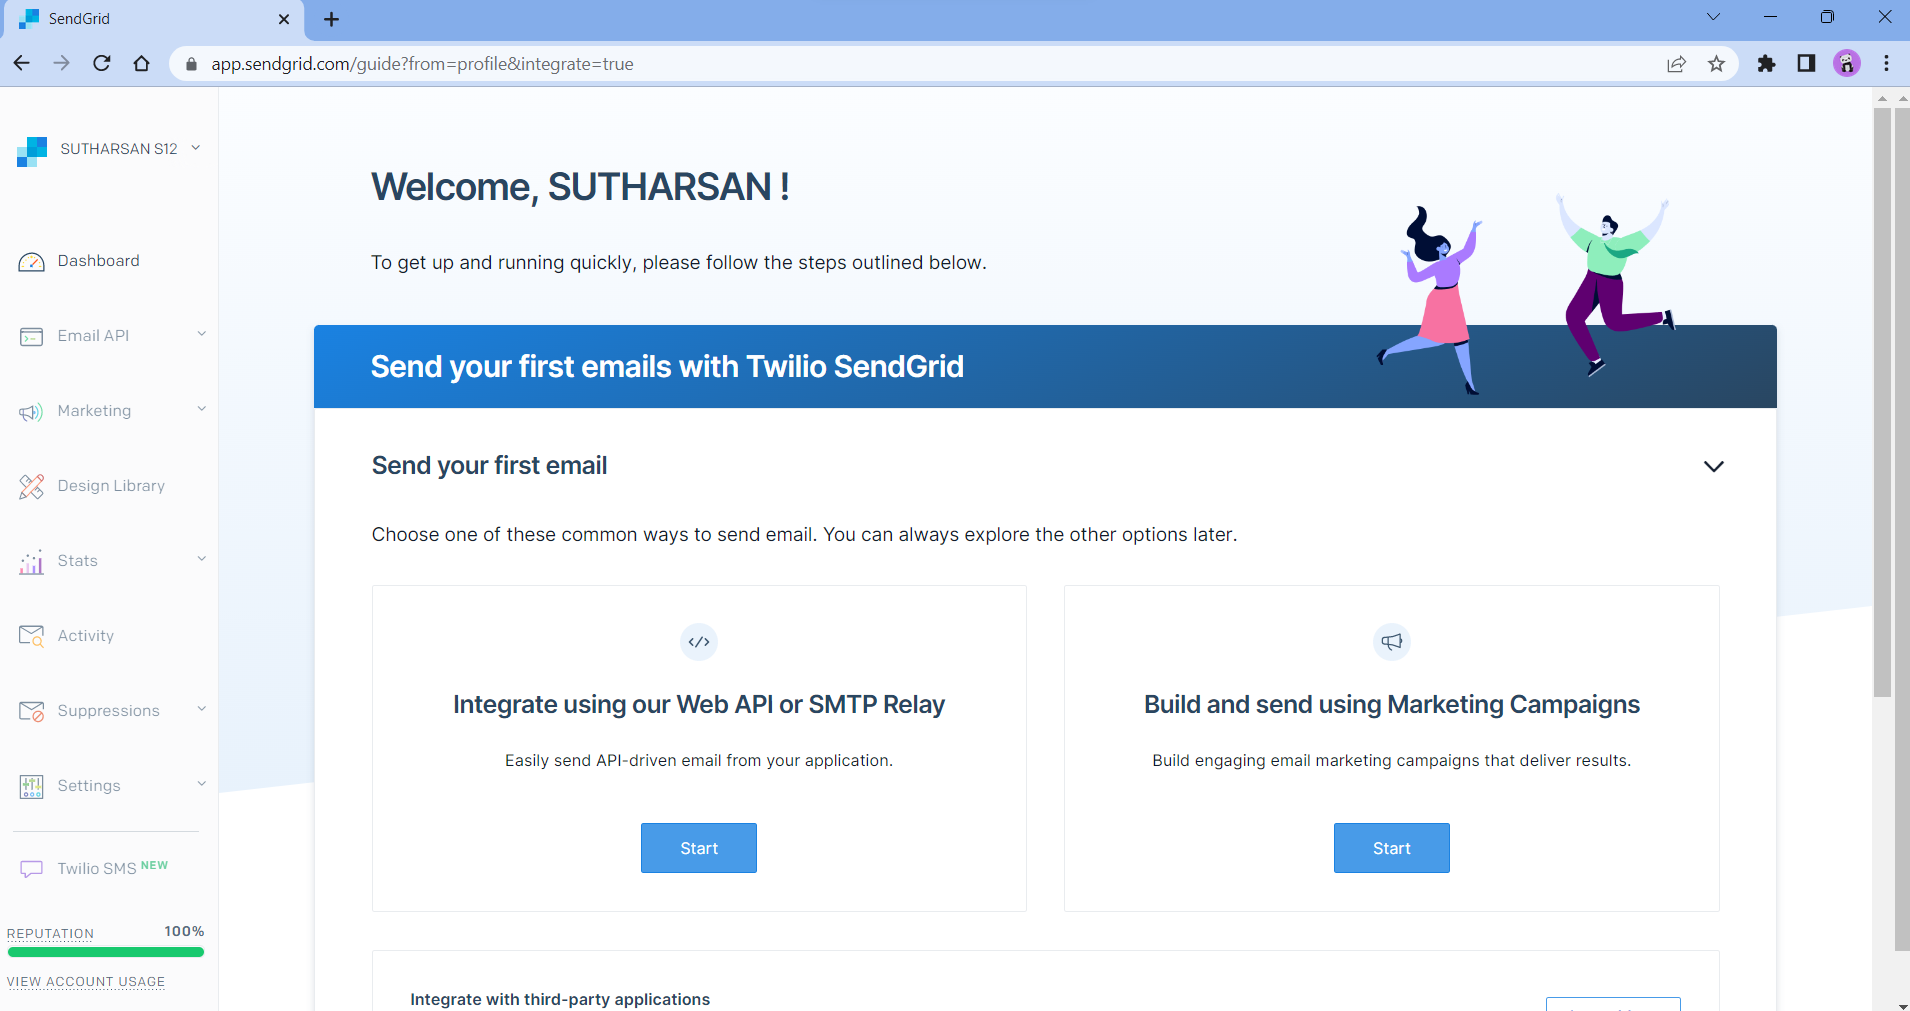 SendGrid
app.sendgrid.com/guide?from=profile&integrate=true
SUTHARSAN S12
Dashboard
Email API
Marketing
Design Library
Stats
Activity
Suppressions
Settings
Twilio SMS NEW
REPUTATION 100%
VIEW ACCOUNT USAGE
Welcome, SUTHARSAN !
To get up and running quickly, please follow the steps outlined below.
Send your first emails with Twilio SendGrid
Send your first email
Choose one of these common ways to send email. You can always explore the other options later.
Integrate using our Web API or SMTP Relay
Easily send API-driven email from your application.
Start
Build and send using Marketing Campaigns
Build engaging email marketing campaigns that deliver results.
Start
Integrate with third-party applications